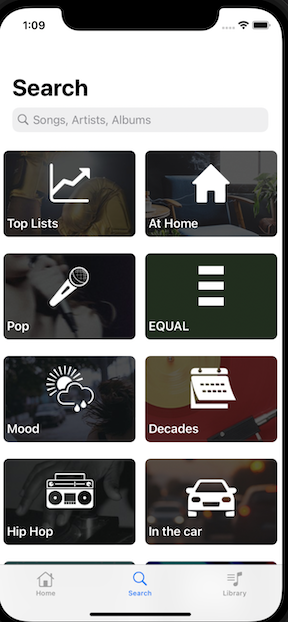 1:09
Search
Songs, Artists, Albums
Top Lists
At Home
Pop
EQUAL
Mood
Decades
Hip Hop
In the car
Home
Search
Library